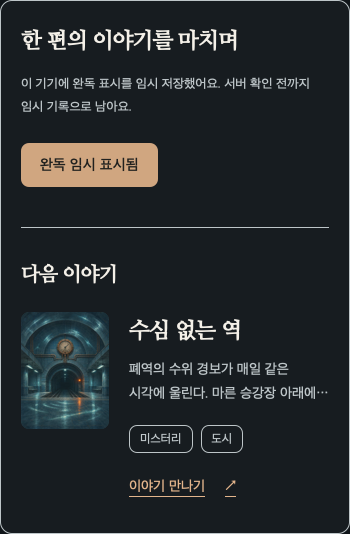 한 편의 이야기를 마치며
이 기기에 완독 표시를 임시 저장했어요. 서버 확인 전까지
임시 기록으로 남아요.
완독 임시 표시됨
다음 이야기
수심 없는 역
폐역의 수위 경보가 매일 같은
시각에 울린다. 마른 승강장 아래에…
미스터리 도시
이야기 만나기 ↗